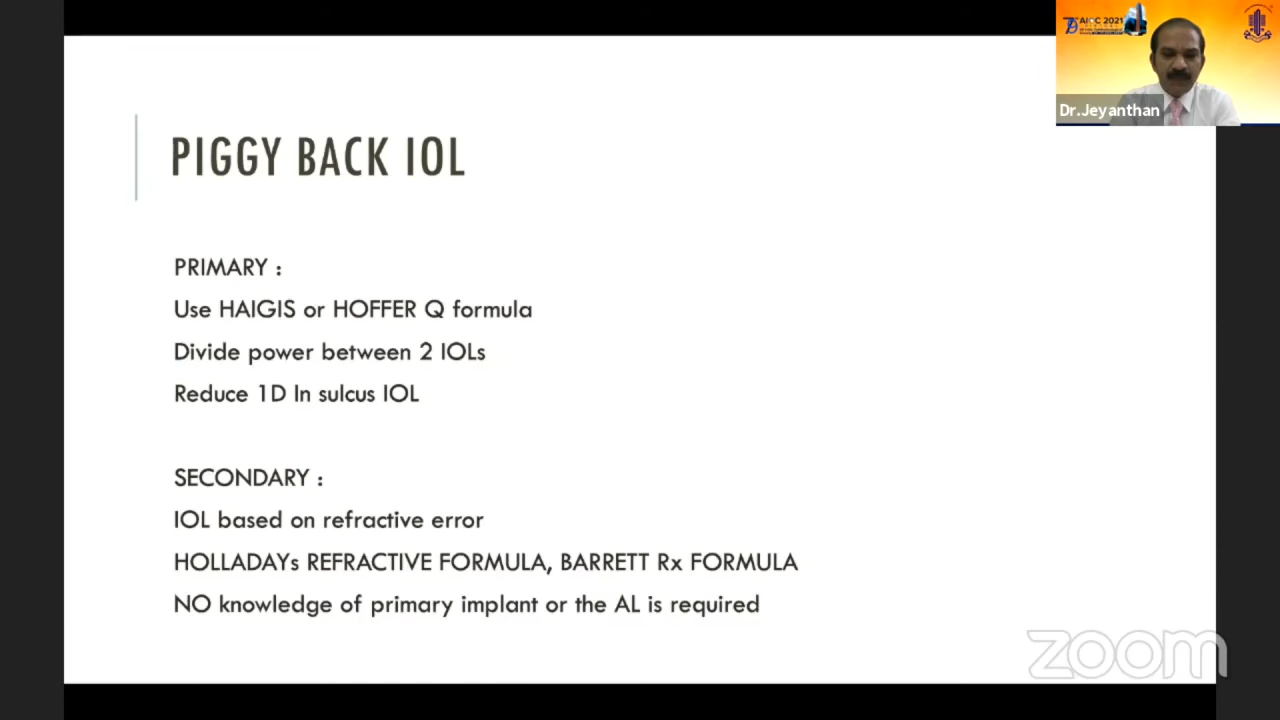 AIOC 2021
PIGGY BACK IOL
Dr.Jeyanthan
PRIMARY :
Use HAIGIS or HOFFER Q formula
Divide power between 2 IOLs
Reduce 1D In sulcus IOL
SECONDARY :
IOL based on refractive error
HOLLADAYs REFRACTIVE FORMULA, BARRETT Rx FORMULA
NO knowledge of primary implant or the AL is required
zoom